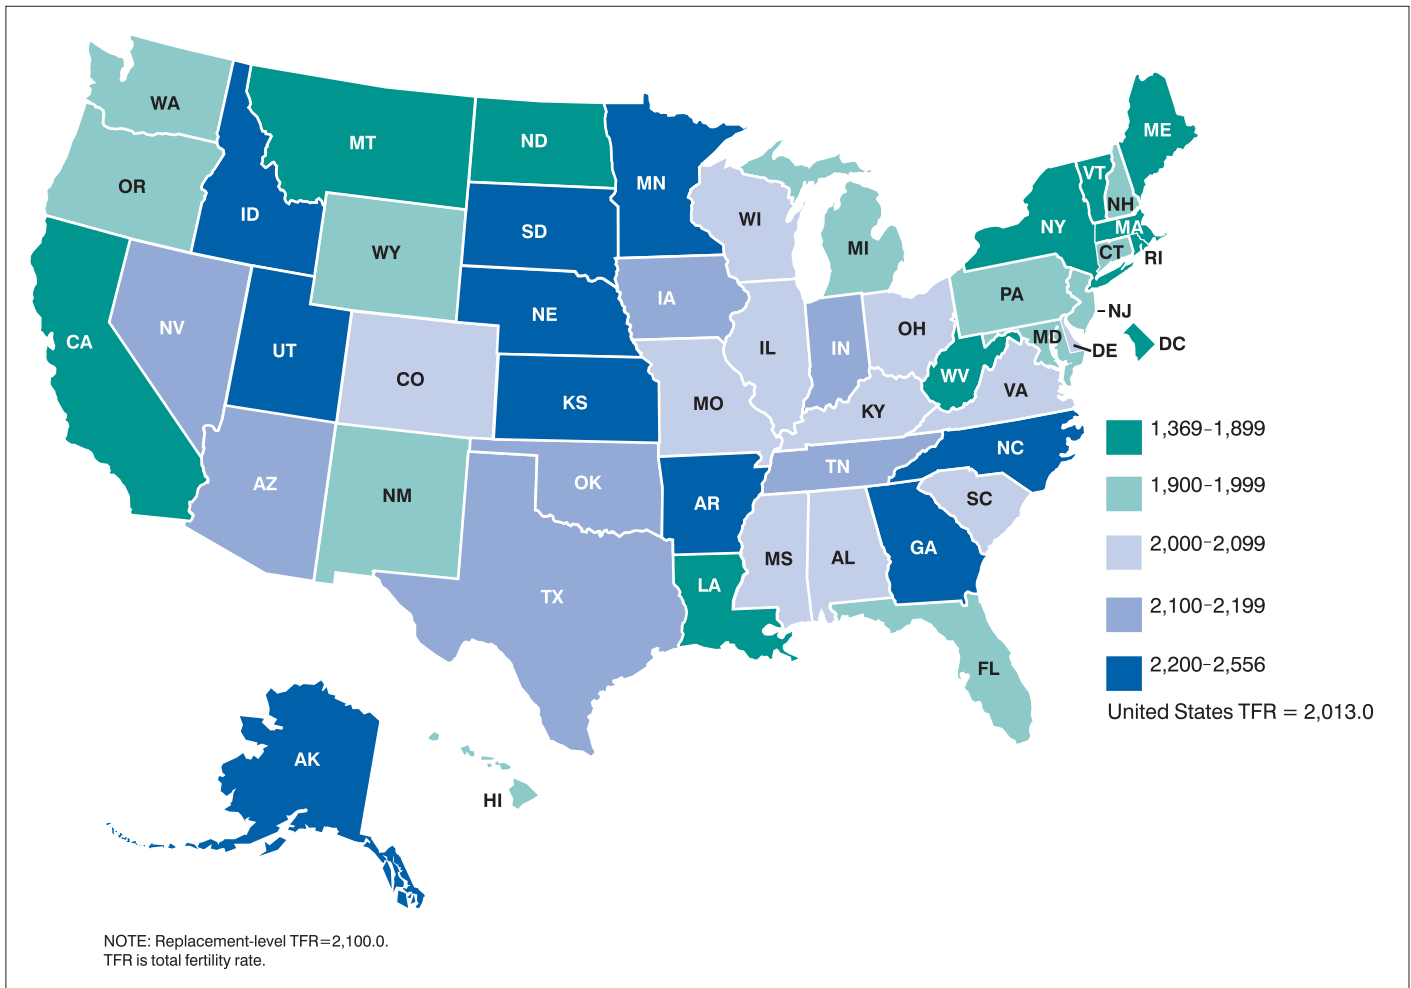 WA
MT
ND
MN
ME
VT
NH
OR
ID
SD
WI
NY
MA
MI
CT
RI
WY
IA
PA
NE
NJ
NV
OH
MD
CA
UT
IL
IN
DE
DC
CO
WV
KS
MO
VA
KY
NC
TN
AZ
NM
OK
SC
AR
GA
MS
AL
LA
TX
FL
AK
HI
1,369–1,899
1,900–1,999
2,000–2,099
2,100–2,199
2,200–2,556
United States TFR = 2,013.0
NOTE: Replacement-level TFR=2,100.0.
TFR is total fertility rate.